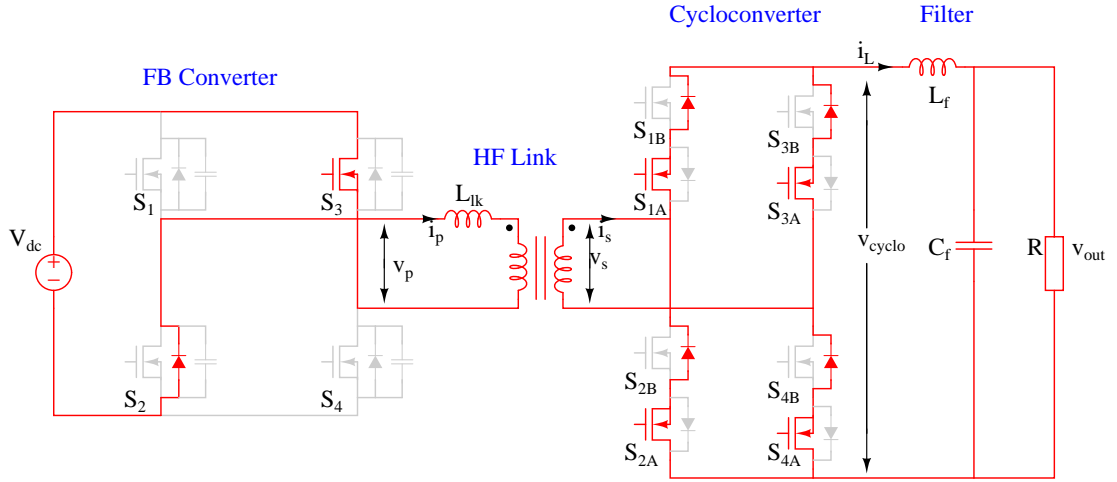 Cycloconverter
Filter
FB Converter
HF Link
i_L
L_f
S_1B
S_3B
S_1
S_3
L_lk
S_1A
S_3A
V_dc
i_p
i_s
v_p
v_s
v_cyclo
C_f
R
v_out
S_2
S_4
S_2B
S_4B
S_2A
S_4A